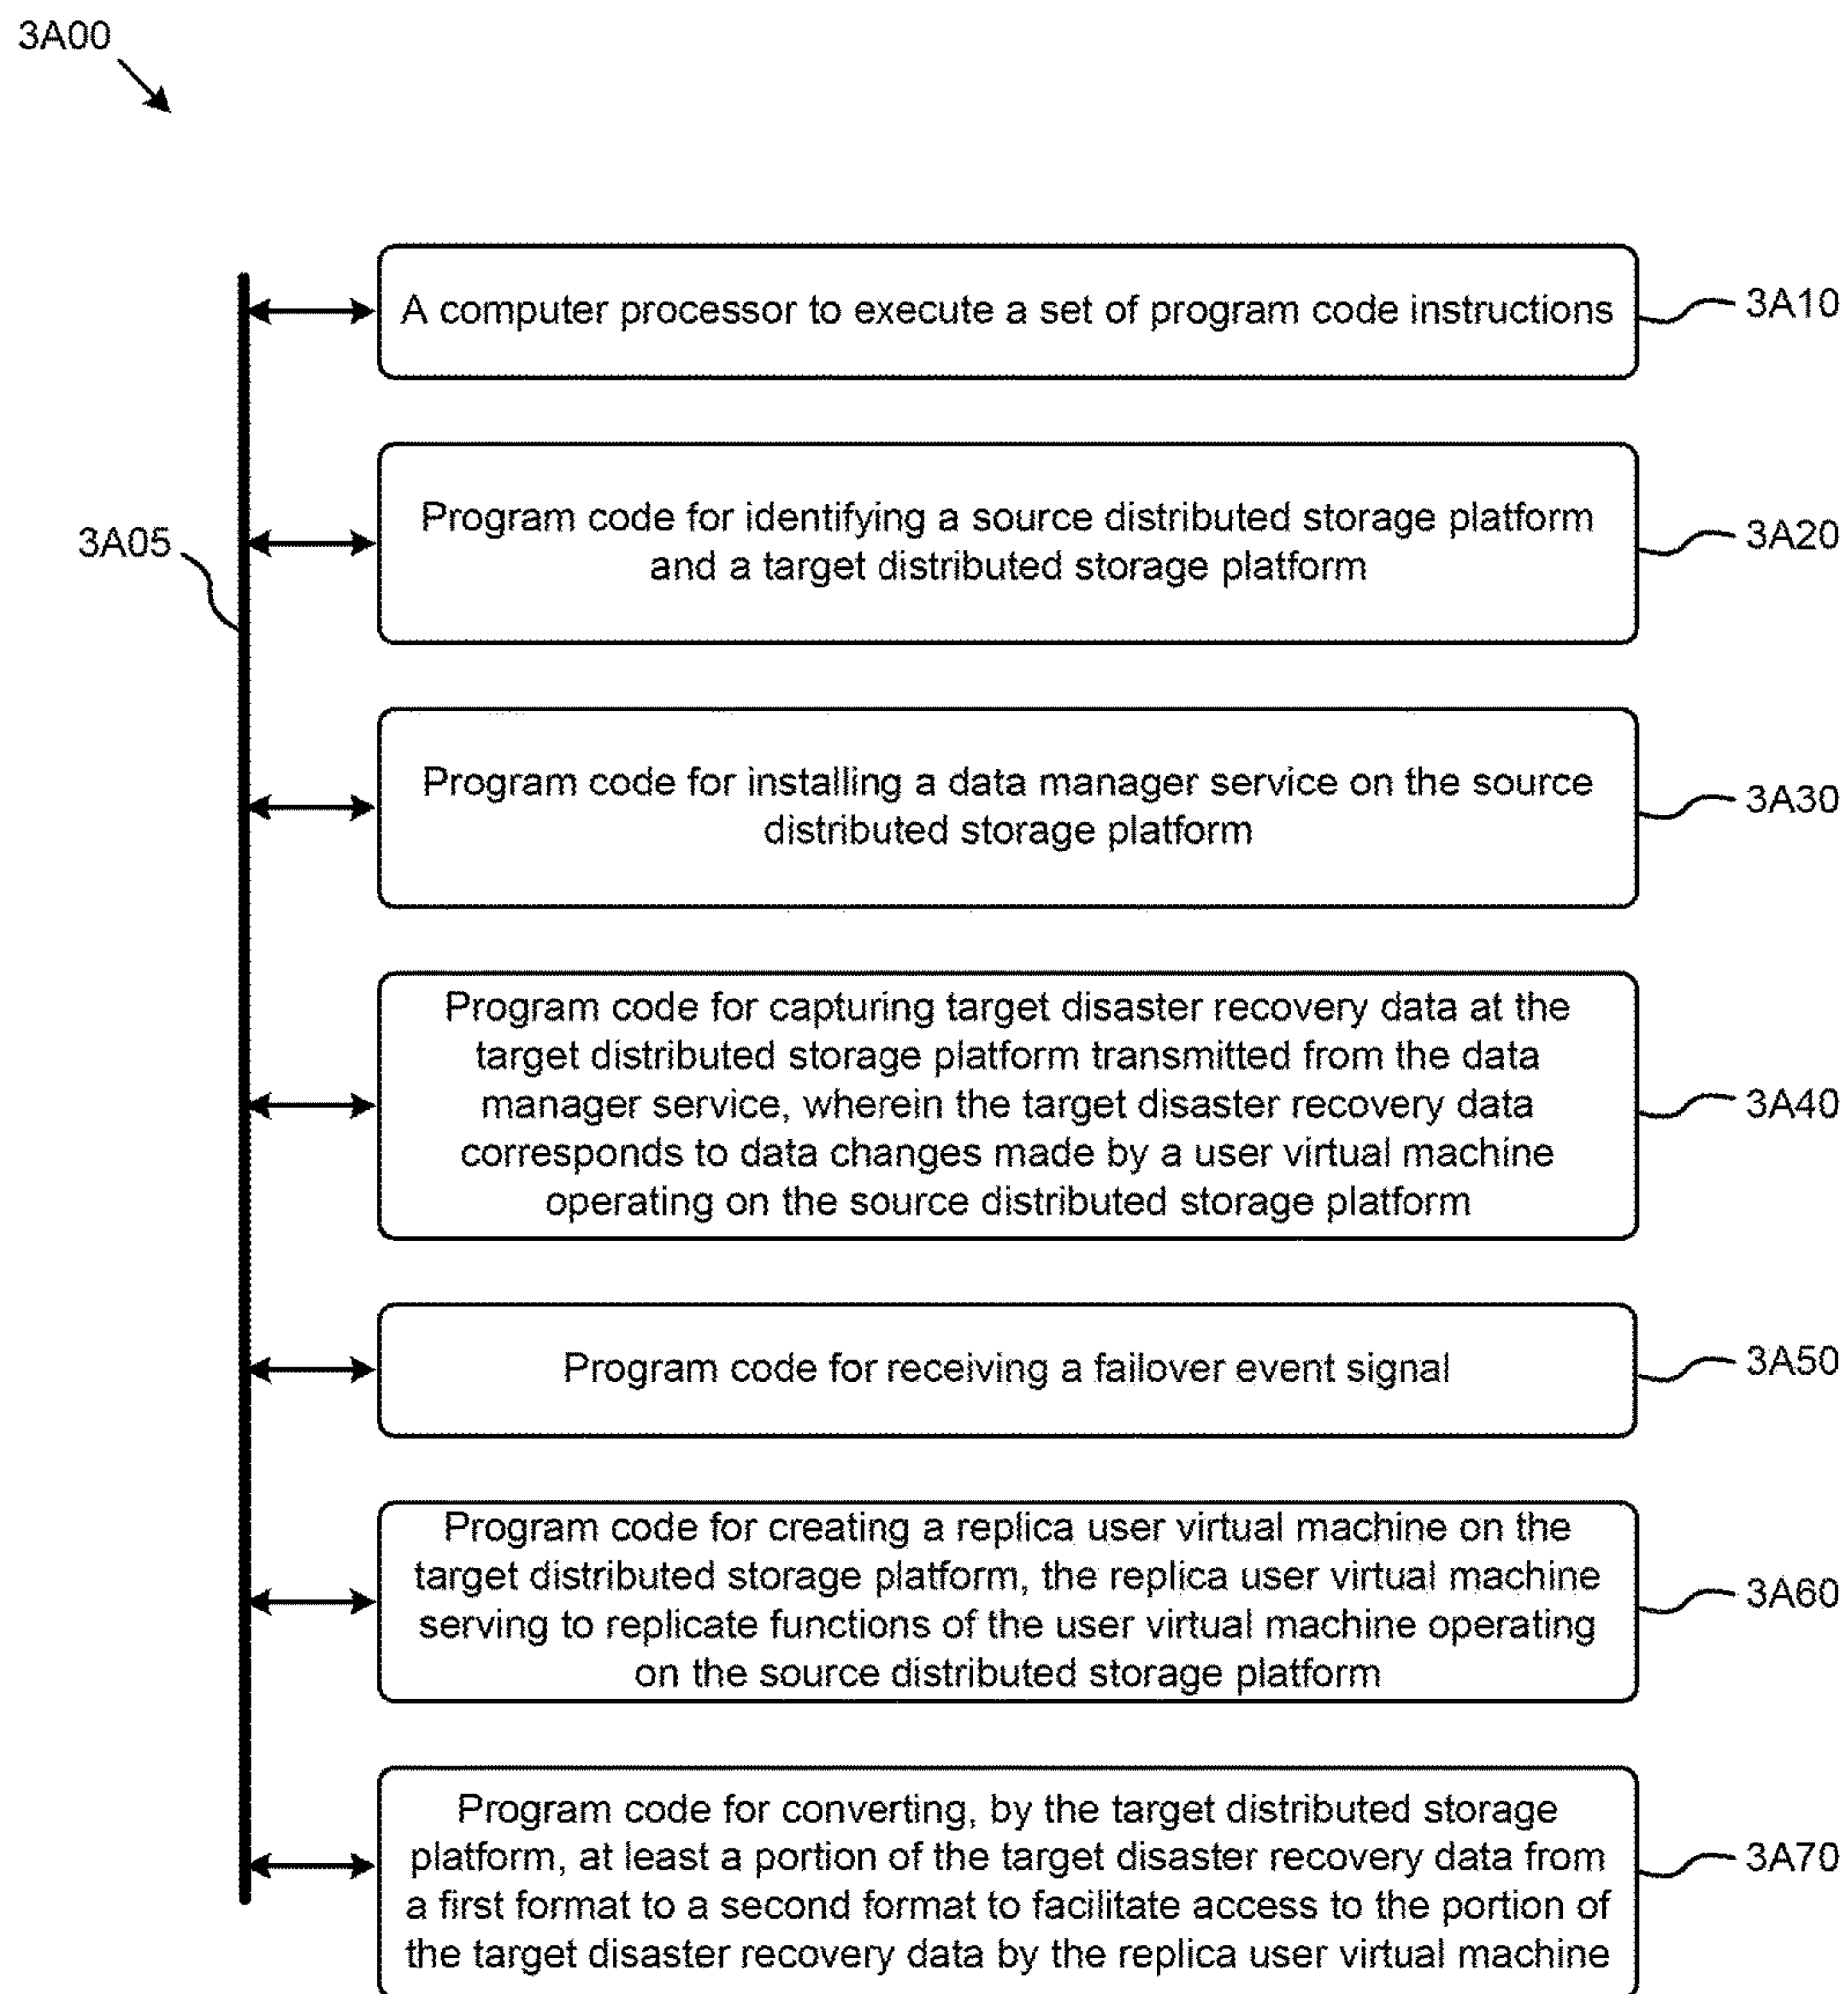 3A00
A computer processor to execute a set of program code instructions
3A10
Program code for identifying a source distributed storage platform
and a target distributed storage platform
3A20
3A05
Program code for installing a data manager service on the source
distributed storage platform
3A30
Program code for capturing target disaster recovery data at the
target distributed storage platform transmitted from the data
manager service, wherein the target disaster recovery data
corresponds to data changes made by a user virtual machine
operating on the source distributed storage platform
3A40
Program code for receiving a failover event signal
3A50
Program code for creating a replica user virtual machine on the
target distributed storage platform, the replica user virtual machine
serving to replicate functions of the user virtual machine operating
on the source distributed storage platform
3A60
Program code for converting, by the target distributed storage
platform, at least a portion of the target disaster recovery data from
a first format to a second format to facilitate access to the portion of
the target disaster recovery data by the replica user virtual machine
3A70